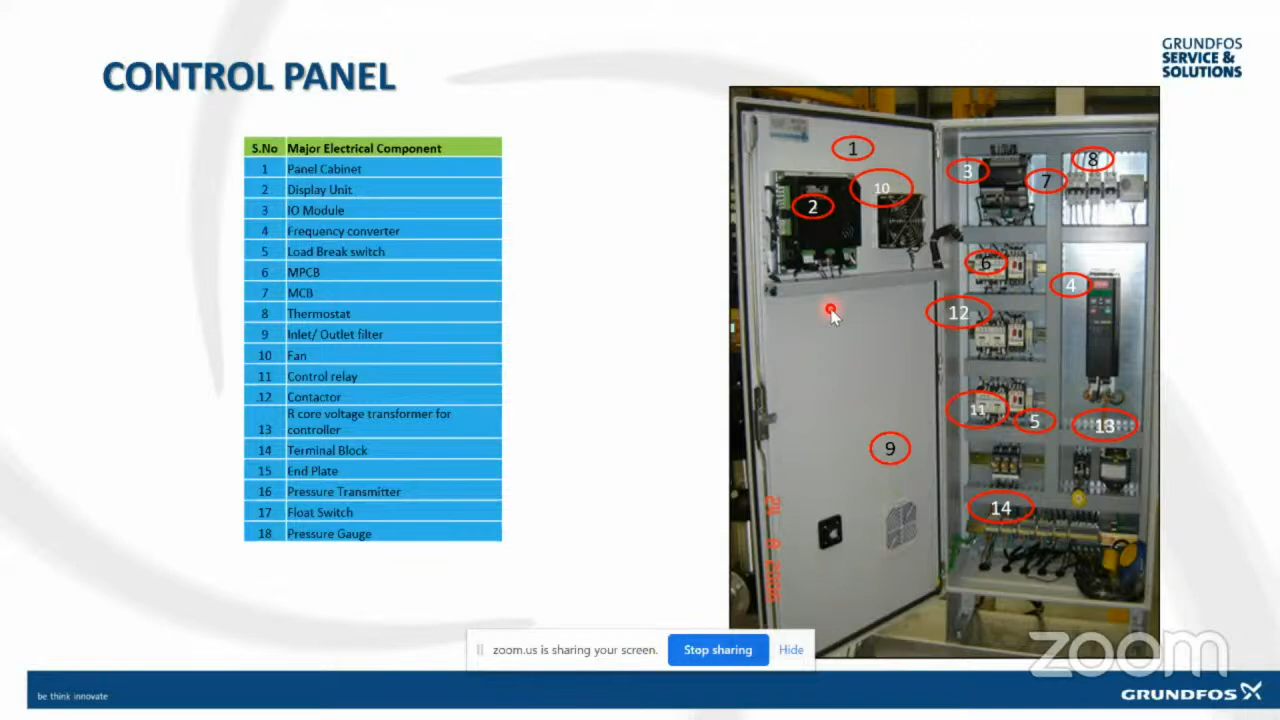 CONTROL PANEL
GRUNDFOS
SERVICE &
SOLUTIONS
S.No Major Electrical Component
1 Panel Cabinet
2 Display Unit
3 IO Module
4 Frequency converter
5 Load Break switch
6 MPCB
7 MCB
8 Thermostat
9 Inlet/ Outlet filter
10 Fan
11 Control relay
12 Contactor
13 R core voltage transformer for
controller
14 Terminal Block
15 End Plate
16 Pressure Transmitter
17 Float Switch
18 Pressure Gauge
1
8
3
7
10
2
6
4
12
11
5
13
9
14
zoom.us is sharing your screen. Stop sharing Hide
zoom
be think innovate
GRUNDFOS